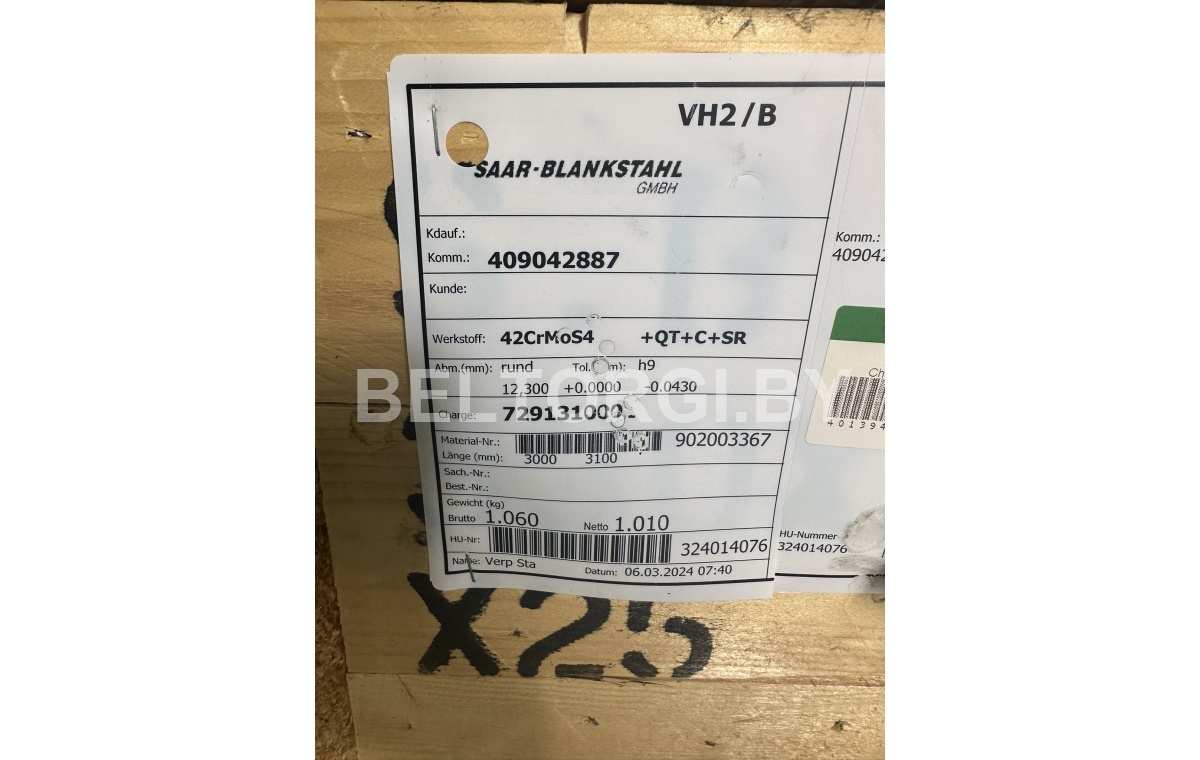 VH2/B
SAAR-BLANKSTAHL
GMBH
Kdauf.:
Komm.: 409042887
Kunde:
Werkstoff: 42CrMoS4 +QT+C+SR
Abm.(mm): rund h9
12,300 +0.0000 -0.0430
Charge:
Material-Nr.: 902003367
Länge (mm): 3000 3100
Sach.-Nr.:
Best.-Nr.:
Gewicht (kg)
Brutto 1.060 Netto 1.010
HU-Nr: 324014076
Name: Verp Sta Datum: 06.03.2024 07:40
Komm.:
HU-Nummer
324014076
X25
BELTORGI.BY